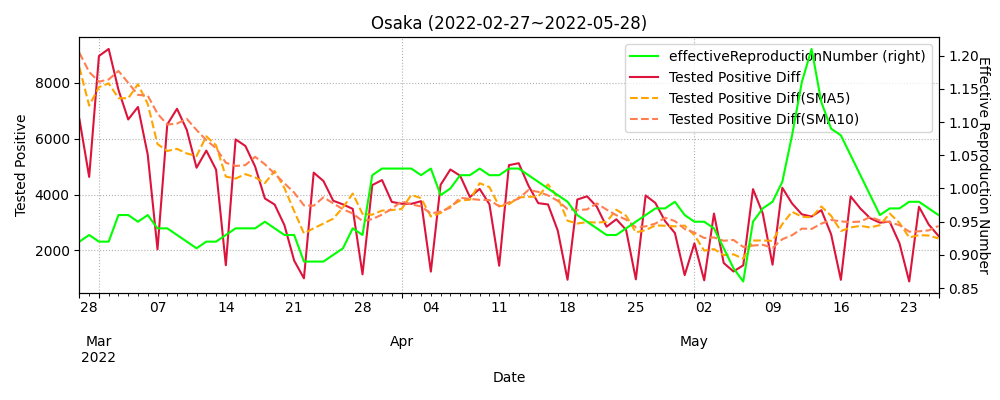 Osaka (2022-02-27~2022-05-28)
effectiveReproductionNumber (right)
Tested Positive Diff
Tested Positive Diff(SMA5)
Tested Positive Diff(SMA10)
Tested Positive
8000
6000
4000
2000
Effective Reproduction Number
1.20
1.15
1.10
1.05
1.00
0.95
0.90
0.85
28 07 14 21 28 04 11 18 25 02 09 16 23
Mar Apr May
2022
Date